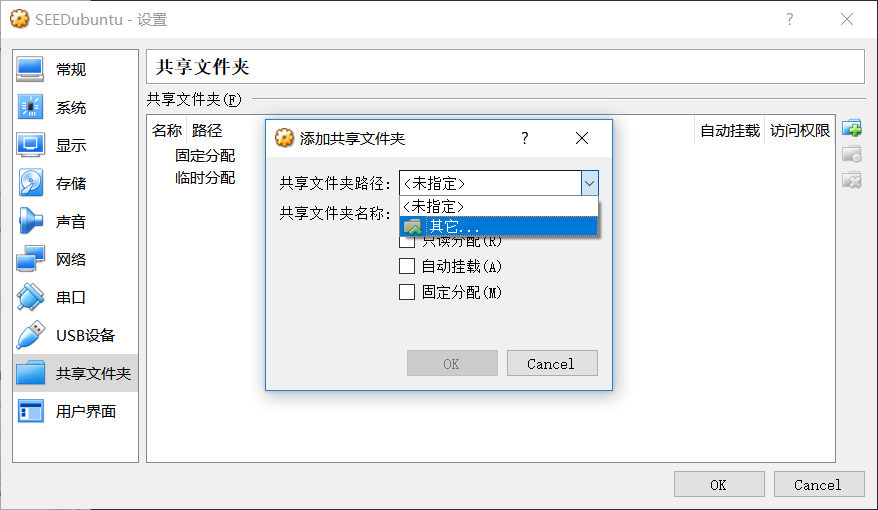 SEEDubuntu - 设置
常规
系统
显示
存储
声音
网络
串口
USB设备
共享文件夹
用户界面
共享文件夹
共享文件夹(F)
名称 路径 自动挂载 访问权限
固定分配
临时分配
添加共享文件夹
共享文件夹路径: <未指定>
<未指定>
其它...
共享文件夹名称:
只读分配(R)
自动挂载(A)
固定分配(M)
OK Cancel
OK Cancel